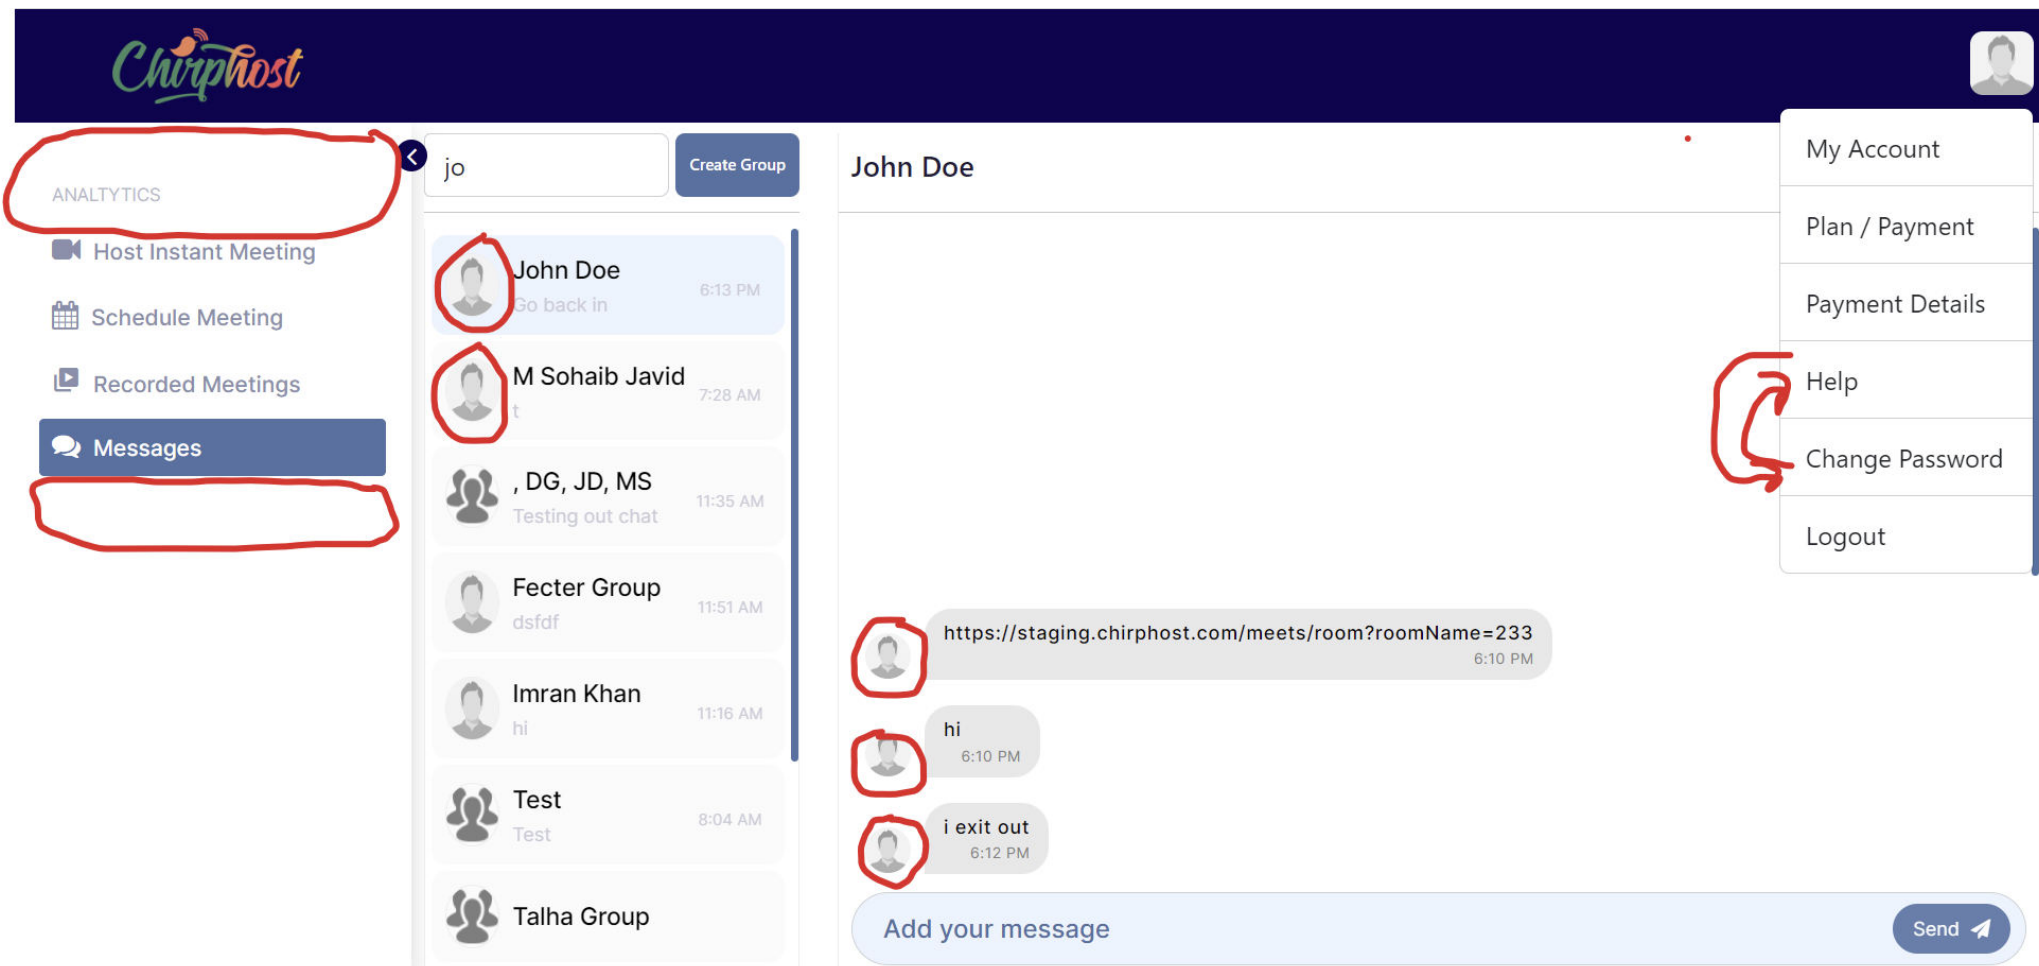 Chirphost
ANALTYTICS
Host Instant Meeting
Schedule Meeting
Recorded Meetings
Messages
jo
Create Group
John Doe
Go back in
6:13 PM
M Sohaib Javid
t
7:28 AM
, DG, JD, MS
Testing out chat
11:35 AM
Fecter Group
dsfdf
11:51 AM
Imran Khan
hi
11:16 AM
Test
Test
8:04 AM
Talha Group
John Doe
https://staging.chirphost.com/meets/room?roomName=233
6:10 PM
hi
6:10 PM
i exit out
6:12 PM
Add your message
Send
My Account
Plan / Payment
Payment Details
Help
Change Password
Logout